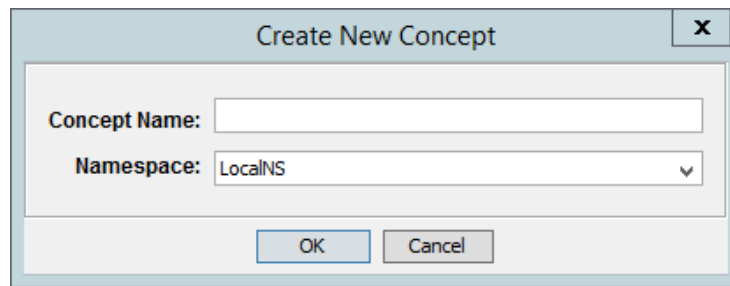 Create New Concept x
Concept Name:
Namespace: LocalNS
OK Cancel